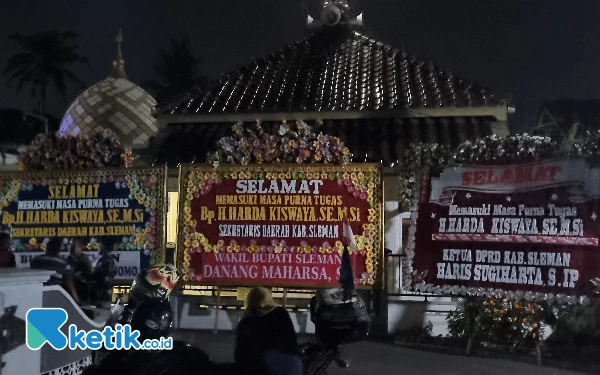 SELAMAT
MEMASUKI MASA PURNA TUGAS
Bp. H. HARDA KISWAYA, SE, M.Si
SEKRETARIS DAERAH KAB. SLEMAN
BUPATI
OMO
SELAMAT
MEMASUKI MASA PURNA TUGAS
Bp. H. HARDA KISWAYA, SE, M.Si
SEKRETARIS DAERAH KAB. SLEMAN
WAKIL BUPATI SLEMAN
DANANG MAHARSA,
SELAMAT
Memasuki Masa Purna Tugas
H. HARDA KISWAYA, SE, M.Si
KETUA DPRD KAB. SLEMAN
HARIS SUGIHARTA, S.IP
Ketik.co.id